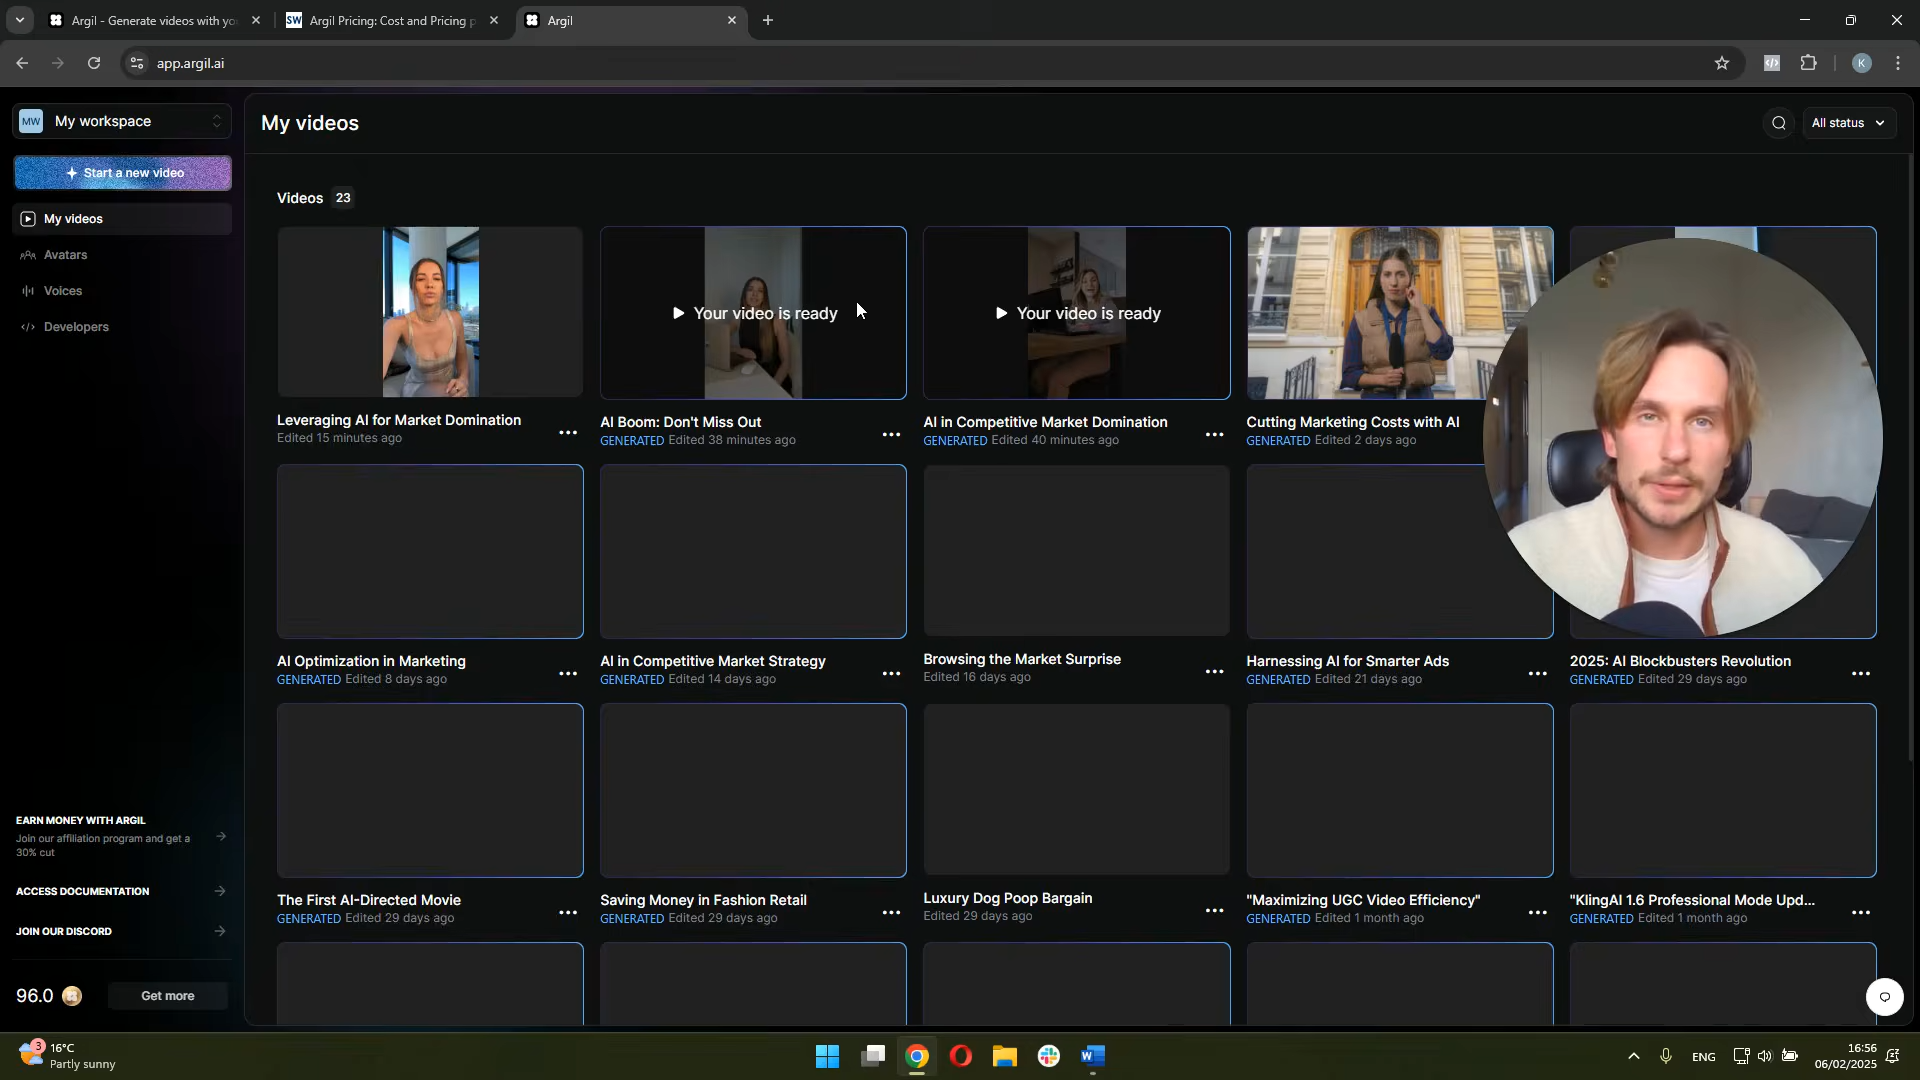 Argil - Generate videos with yo
SW Argil Pricing: Cost and Pricing p
Argil
app.argil.ai
K
MW My workspace
Start a new video
My videos
Avatars
Voices
Developers
EARN MONEY WITH ARGIL
Join our affiliation program and get a
30% cut
ACCESS DOCUMENTATION
JOIN OUR DISCORD
96.0 Get more
My videos
All status
Videos 23
Your video is ready
Your video is ready
Leveraging AI for Market Domination
Edited 15 minutes ago
AI Boom: Don't Miss Out
GENERATED Edited 38 minutes ago
AI in Competitive Market Domination
GENERATED Edited 40 minutes ago
Cutting Marketing Costs with AI
GENERATED Edited 2 days ago
AI Optimization in Marketing
GENERATED Edited 8 days ago
AI in Competitive Market Strategy
GENERATED Edited 14 days ago
Browsing the Market Surprise
Edited 16 days ago
Harnessing AI for Smarter Ads
GENERATED Edited 21 days ago
2025: AI Blockbusters Revolution
GENERATED Edited 29 days ago
The First AI-Directed Movie
GENERATED Edited 29 days ago
Saving Money in Fashion Retail
GENERATED Edited 29 days ago
Luxury Dog Poop Bargain
Edited 29 days ago
"Maximizing UGC Video Efficiency"
GENERATED Edited 1 month ago
"KlingAI 1.6 Professional Mode Upd...
GENERATED Edited 1 month ago
3
16°C
Partly sunny
ENG
16:56
06/02/2025